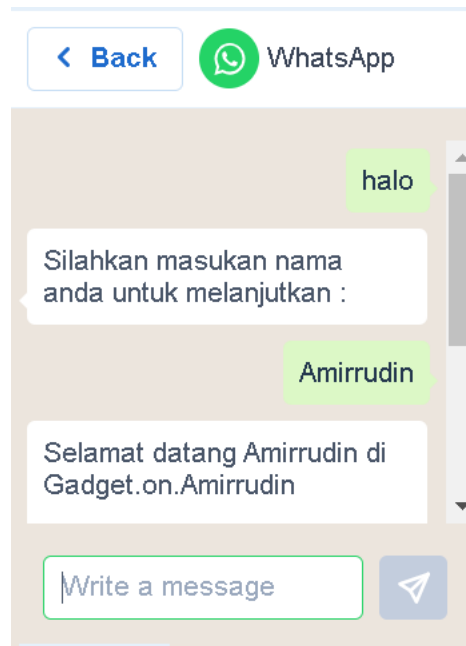 Back
WhatsApp
halo
Silahkan masukan nama
anda untuk melanjutkan :
Amirrudin
Selamat datang Amirrudin di
Gadget.on.Amirrudin
Write a message